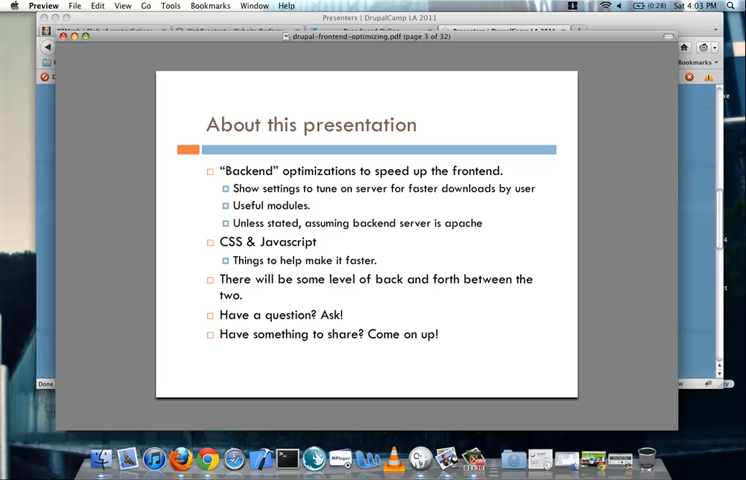 Preview File Edit View Go Tools Bookmarks Window Help
(0:28) Sat 4:03 PM
Presenters | DrupalCamp LA 2011
drupal-frontend-optimizing.pdf (page 3 of 32)
Bookmarks
About this presentation
“Backend” optimizations to speed up the frontend.
Show settings to tune on server for faster downloads by user
Useful modules.
Unless stated, assuming backend server is apache
CSS & Javascript
Things to help make it faster.
There will be some level of back and forth between the
two.
Have a question? Ask!
Have something to share? Come on up!
Done